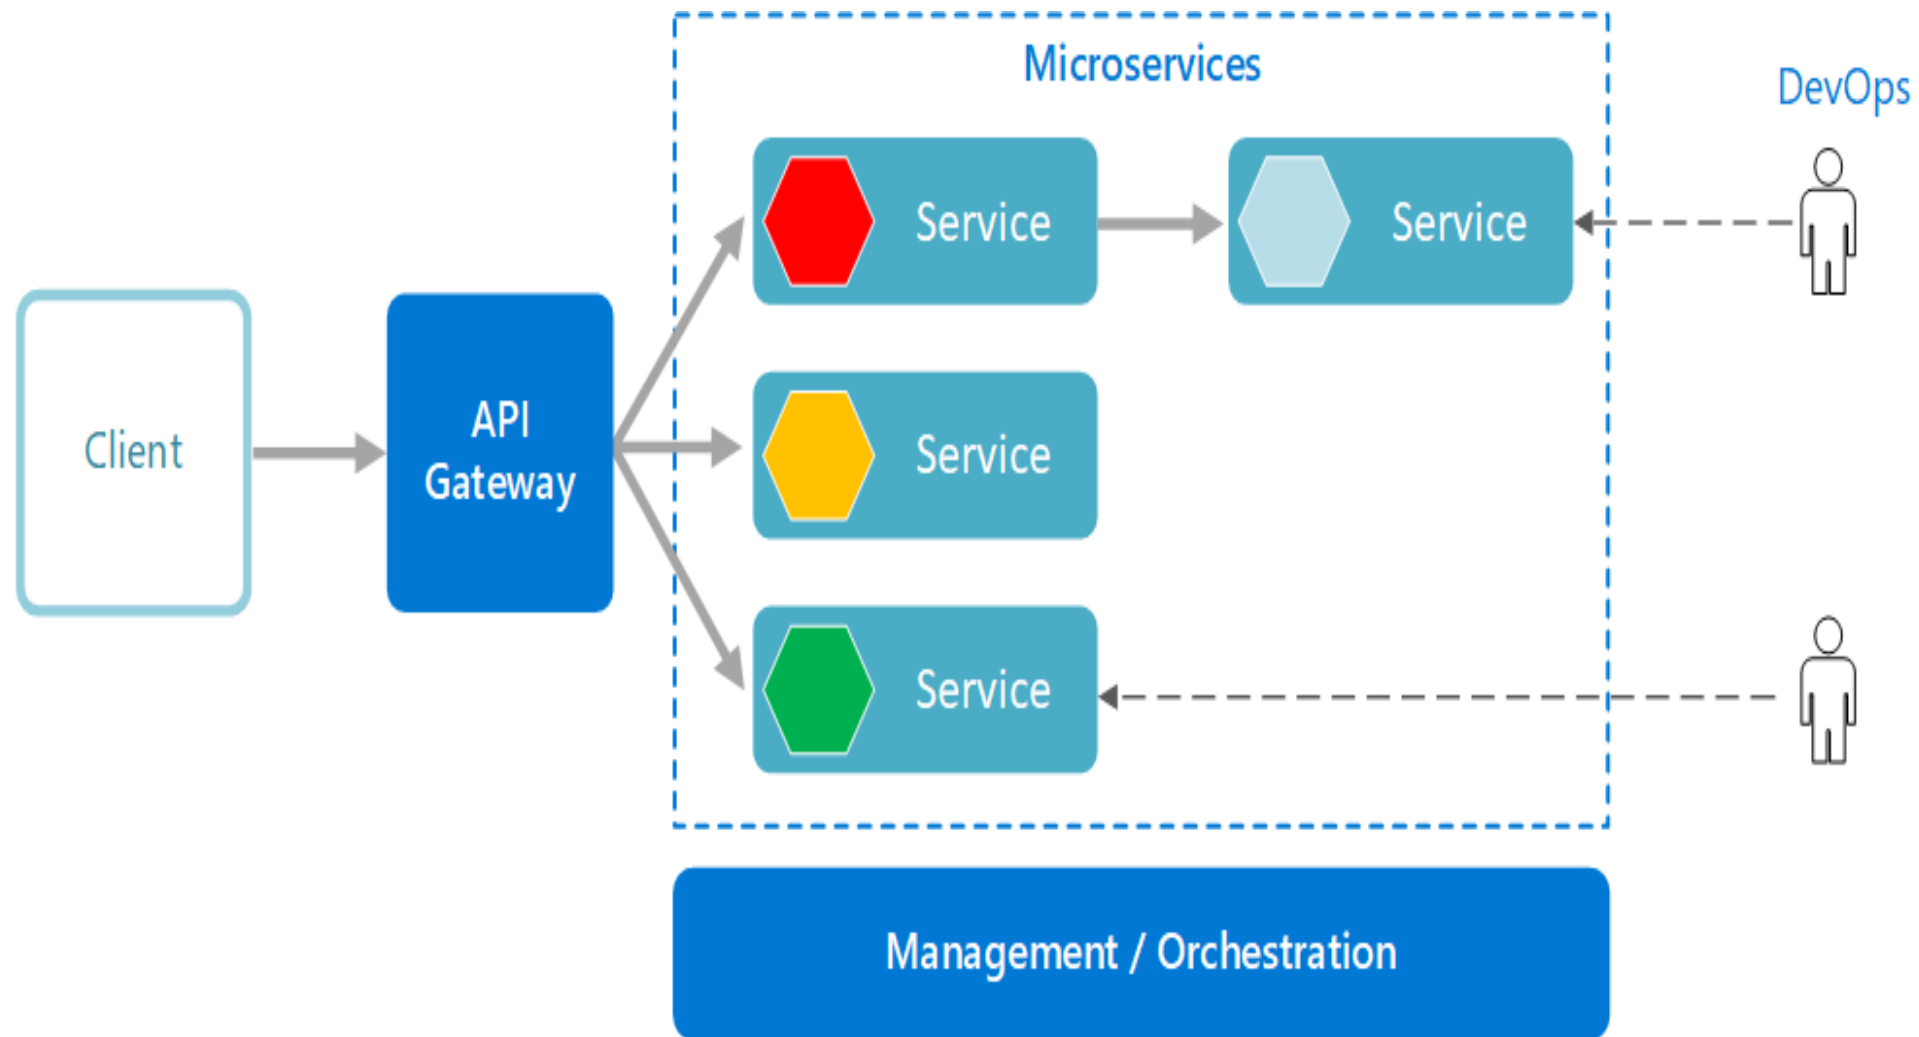 Microservices
DevOps
Service
Service
Client
API
Gateway
Service
Service
Management / Orchestration